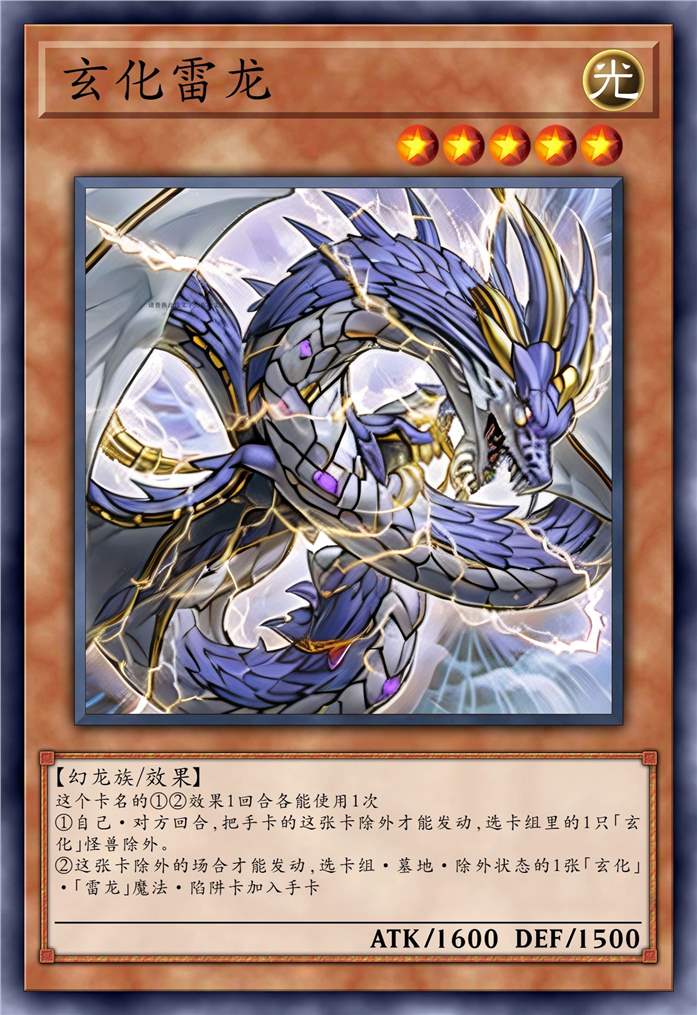 玄化雷龙
光
【幻龙族/效果】
这个卡名的①②效果1回合各能使用1次
①自己·对方回合,把手卡的这张卡除外才能发动,选卡组里的1只「玄
化」怪兽除外。
②这张卡除外的场合才能发动,选卡组·墓地·除外状态的1张「玄化」
·「雷龙」魔法·陷阱卡加入手卡
ATK/1600 DEF/1500